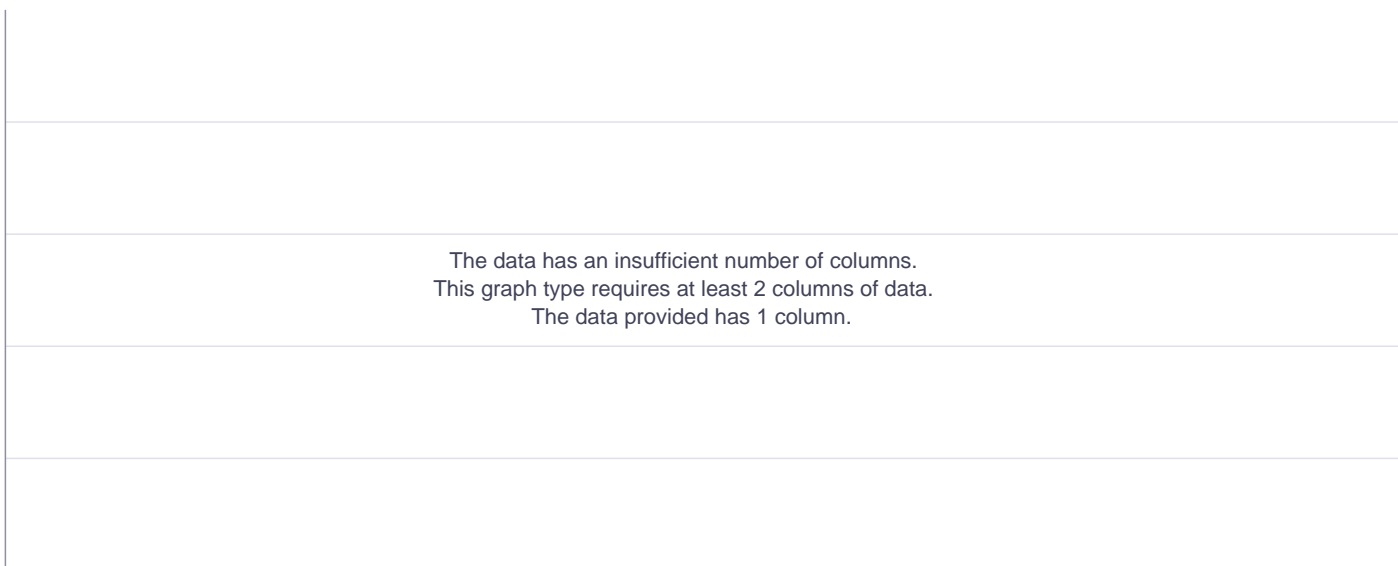 The data has an insufficient number of columns.
This graph type requires at least 2 columns of data.
The data provided has 1 column.